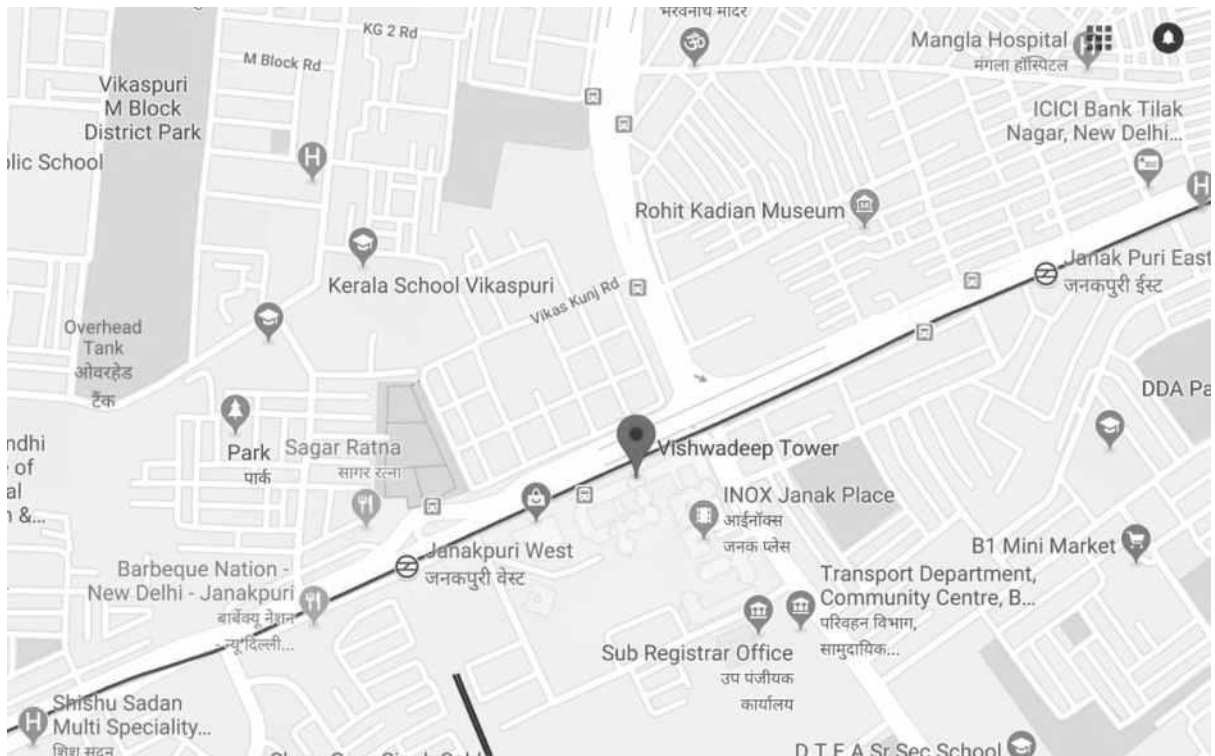 KG 2 Rd
M Block Rd
Vikaspuri
M Block
District Park
भैरवनाथ मंदिर
Mangla Hospital
मंगला हॉस्पिटल
ICICI Bank Tilak
Nagar, New Delhi...
olic School
Rohit Kadian Museum
Kerala School Vikaspuri
Vikas Kunj Rd
Janak Puri East
जनकपुरी ईस्ट
Overhead
Tank
ओवरहेड
टैंक
DDA Pa
Park
पार्क
Sagar Ratna
सागर रत्ना
Vishwadeep Tower
ndhi
of
al
n &...
INOX Janak Place
आईनॉक्स
जनक प्लेस
B1 Mini Market
Janakpuri West
जनकपुरी वेस्ट
Barbeque Nation -
New Delhi - Janakpuri
बार्बेक्यू नेशन
- न्यू दिल्ली...
Transport Department,
Community Centre, B...
परिवहन विभाग,
सामुदायिक...
Sub Registrar Office
उप पंजीयक
कार्यालय
Shishu Sadan
Multi Speciality...
शिशु सदन
D.T.E.A Sr Sec School